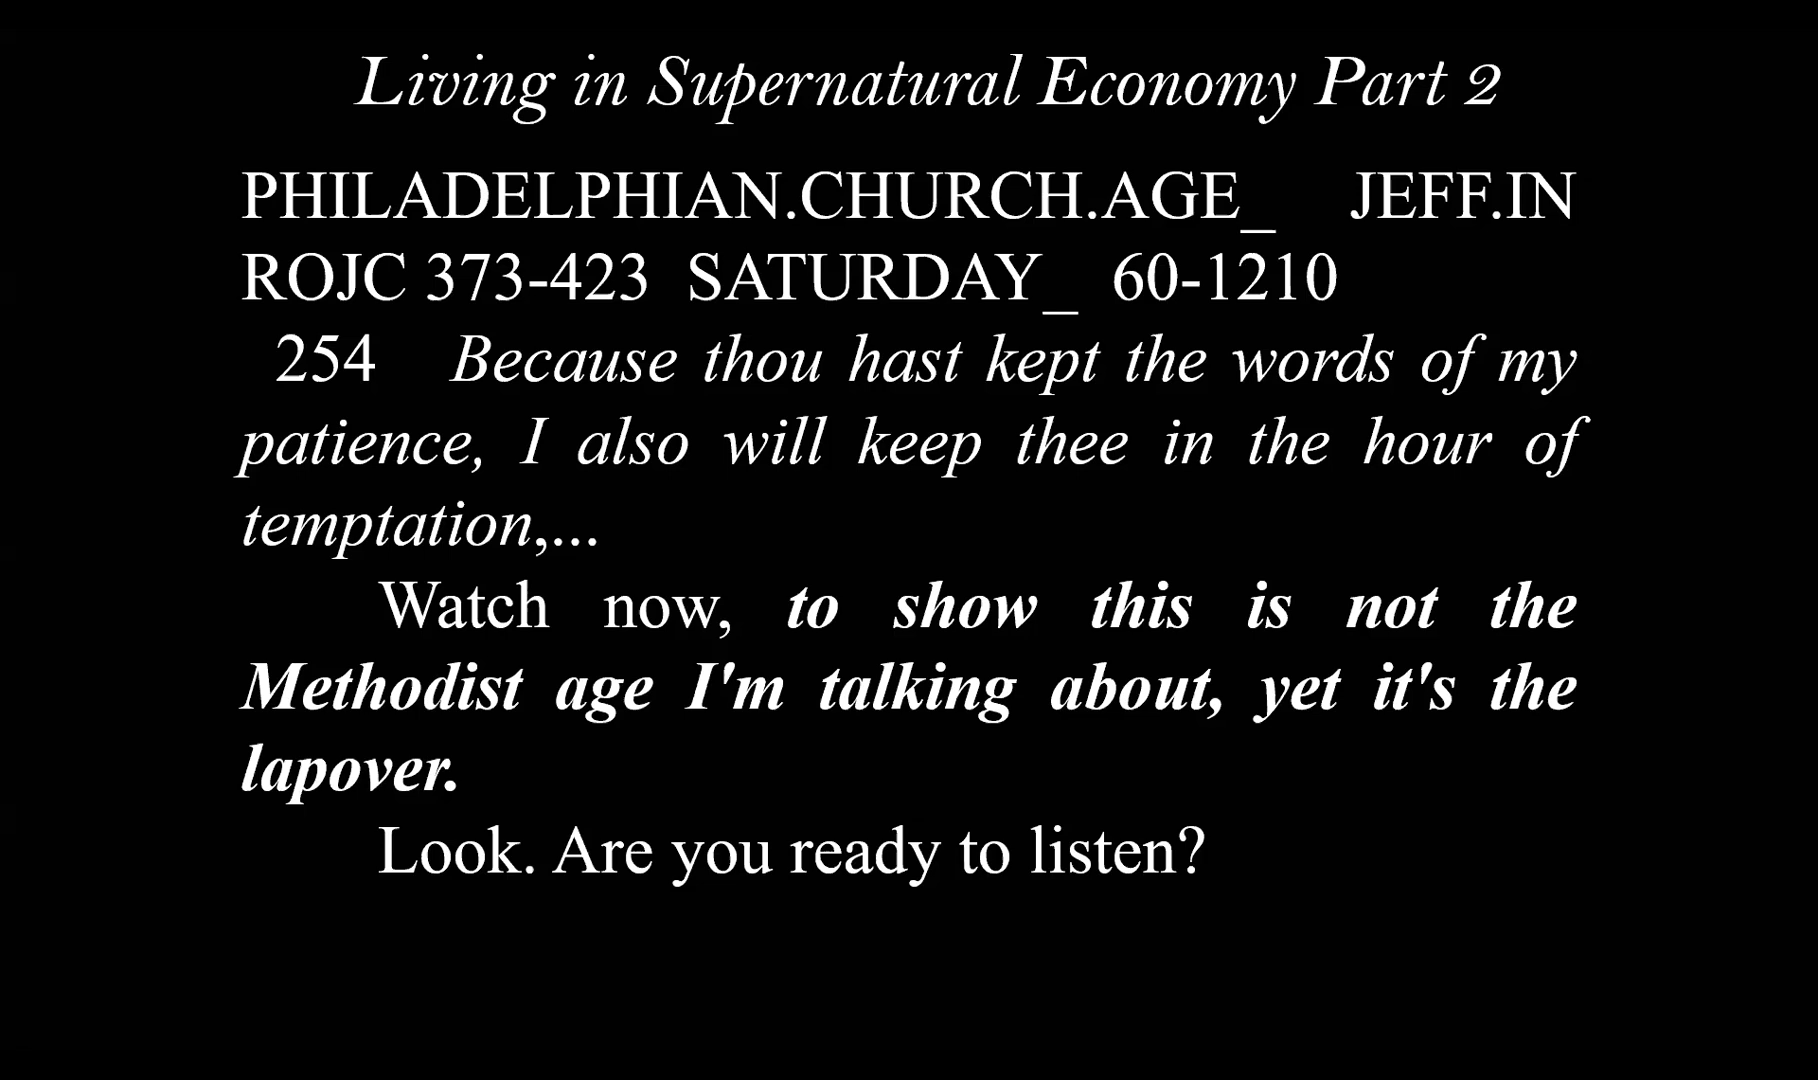 Living in Supernatural Economy Part 2
PHILADELPHIAN.CHURCH.AGE_ JEFF.IN
ROJC 373-423 SATURDAY_ 60-1210
254 Because thou hast kept the words of my
patience, I also will keep thee in the hour of
temptation,...
Watch now, to show this is not the
Methodist age I'm talking about, yet it's the
lapover.
Look. Are you ready to listen?